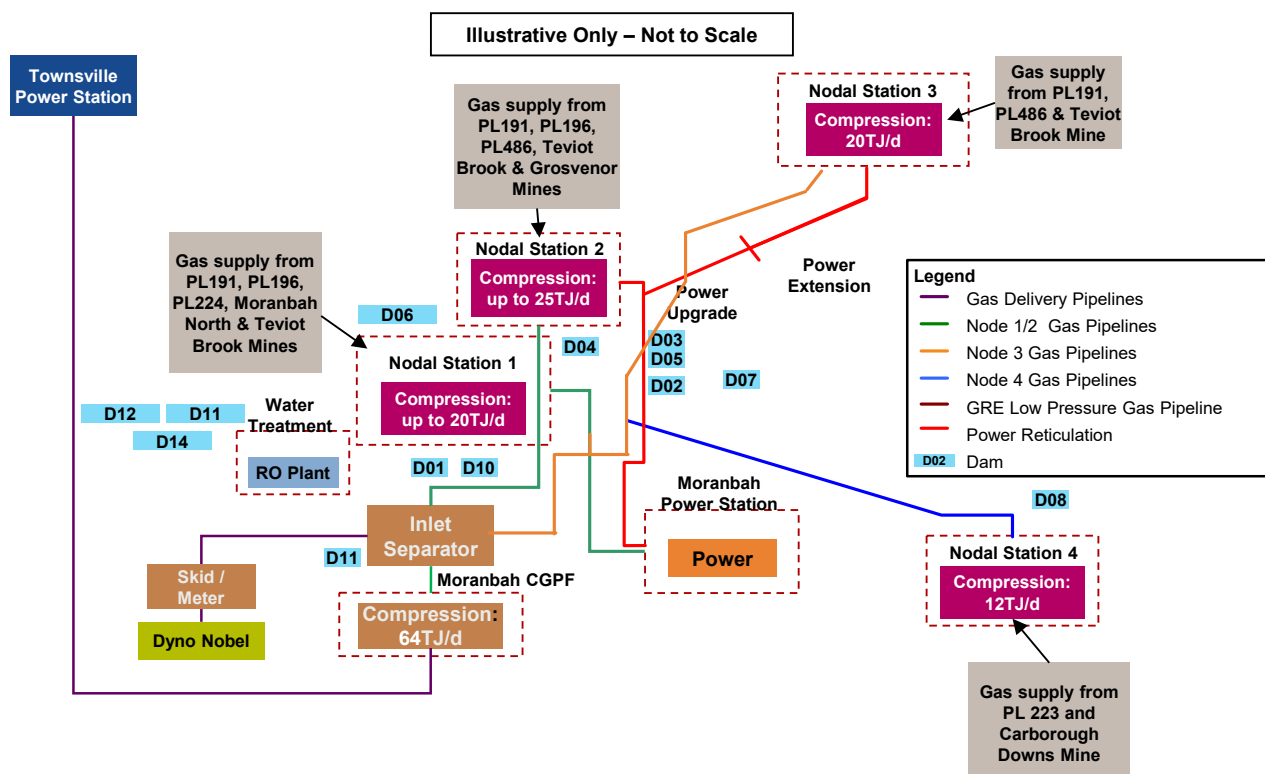 Illustrative Only – Not to Scale
Townsville
Power Station
Gas supply from
PL191, PL196,
PL486, Teviot
Brook & Grosvenor
Mines
Nodal Station 3
Compression:
20TJ/d
Gas supply
from PL191,
PL486 & Teviot
Brook Mine
Gas supply from
PL191, PL196,
PL224, Moranbah
North & Teviot
Brook Mines
Nodal Station 2
Compression:
up to 25TJ/d
Power
Upgrade
Power
Extension
Legend
Gas Delivery Pipelines
Node 1/2 Gas Pipelines
Node 3 Gas Pipelines
Node 4 Gas Pipelines
GRE Low Pressure Gas Pipeline
Power Reticulation
D02
Dam
D06
D04
D03
D05
D02
D07
Nodal Station 1
Compression:
up to 20TJ/d
D12
D11
D14
Water
Treatment
RO Plant
D01
D10
Inlet
Separator
D11
Moranbah
Power Station
Power
D08
Nodal Station 4
Compression:
12TJ/d
Skid /
Meter
Dyno Nobel
Moranbah CGPF
Compression:
64TJ/d
Gas supply from
PL 223 and
Carborough
Downs Mine